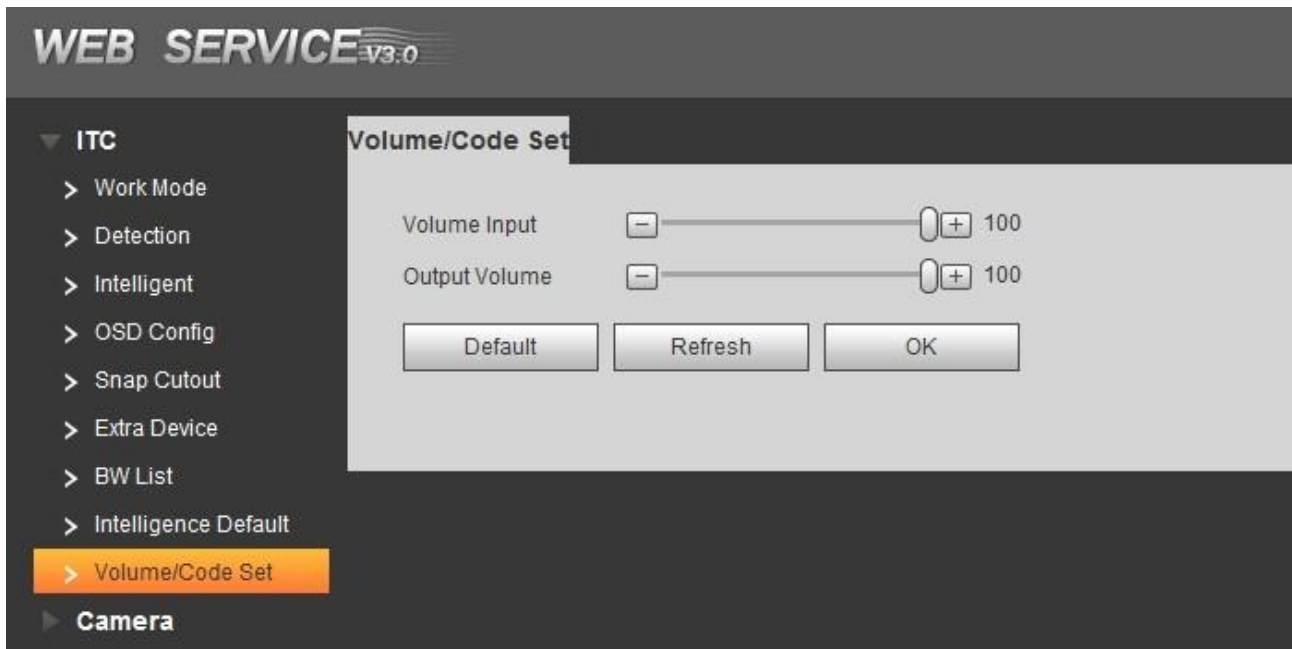 WEB SERVICE V3.0
ITC
Work Mode
Detection
Intelligent
OSD Config
Snap Cutout
Extra Device
BW List
Intelligence Default
Volume/Code Set
Camera
Volume/Code Set
Volume Input - + 100
Output Volume - + 100
Default Refresh OK